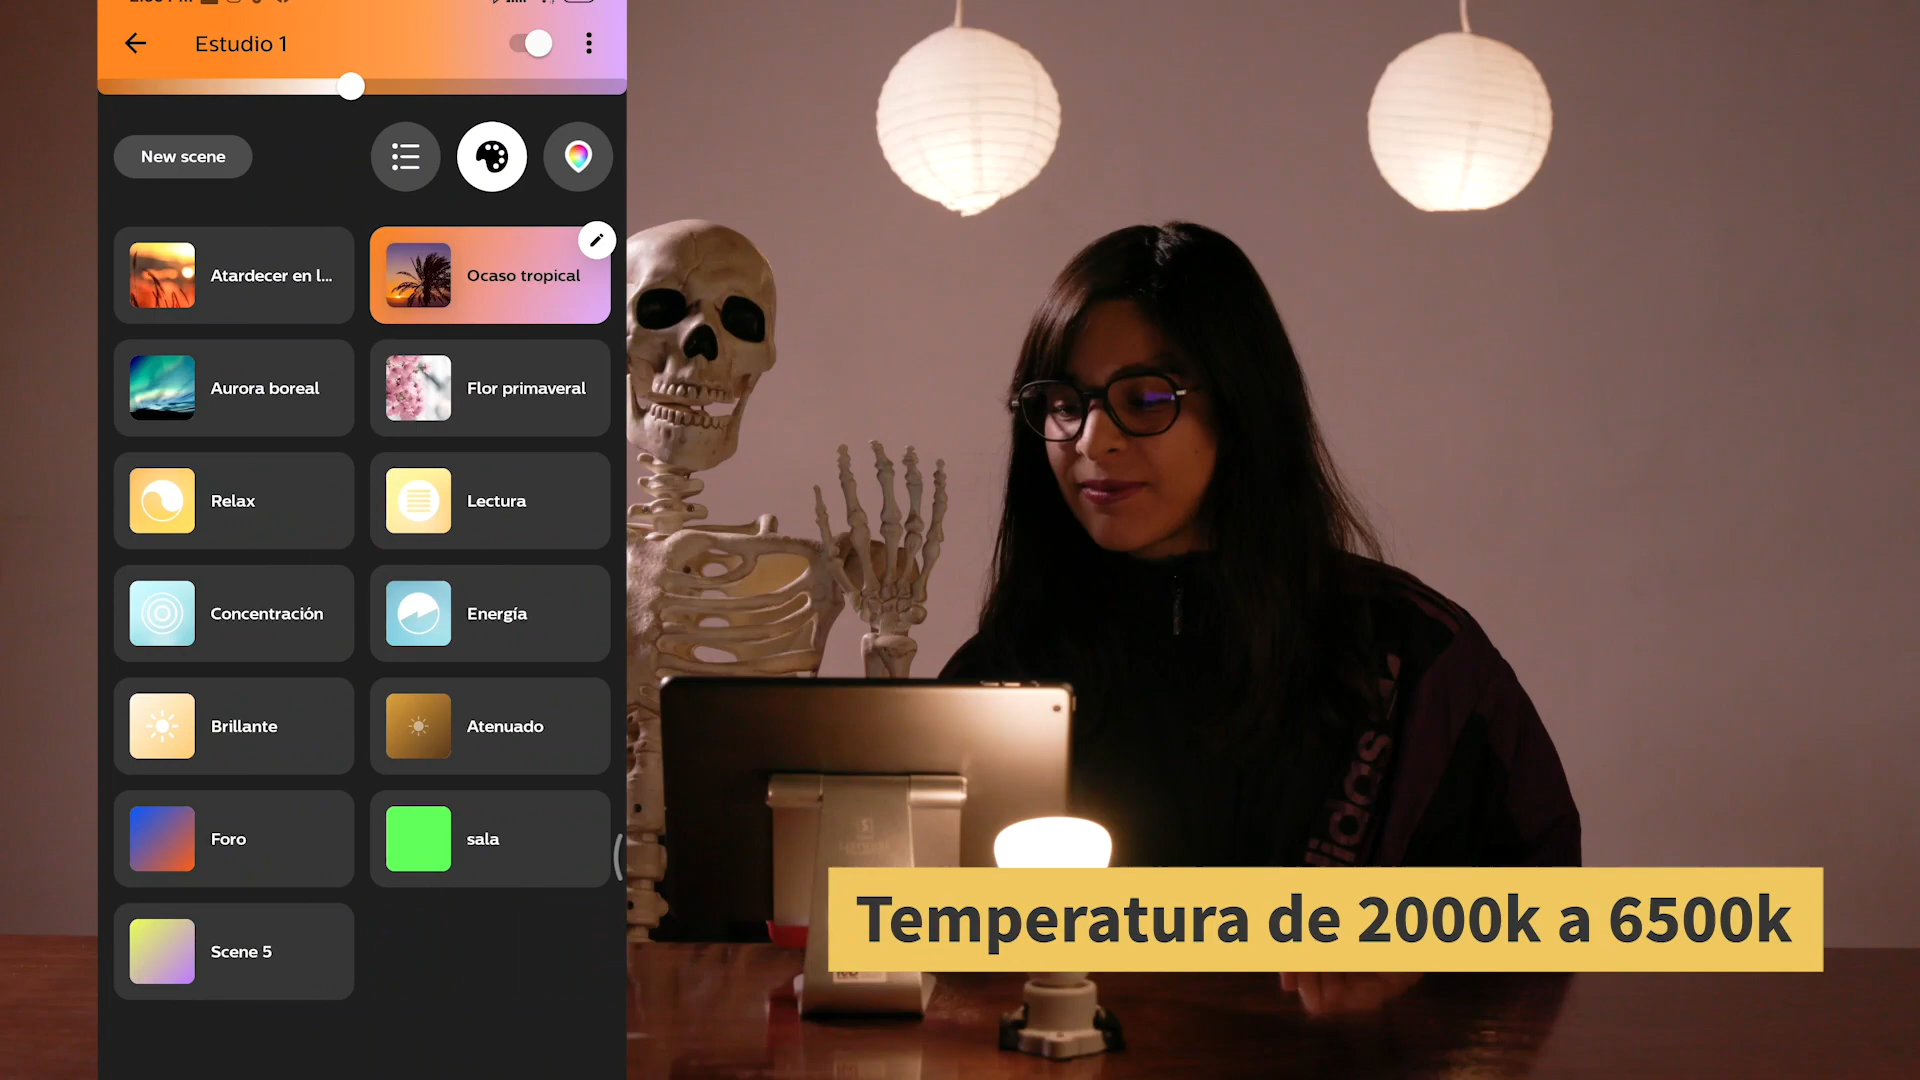 Estudio 1
New scene
Atardecer en l...
Ocaso tropical
Aurora boreal
Flor primaveral
Relax
Lectura
Concentración
Energía
Brillante
Atenuado
Foro
sala
Scene 5
adidas
Temperatura de 2000k a 6500k